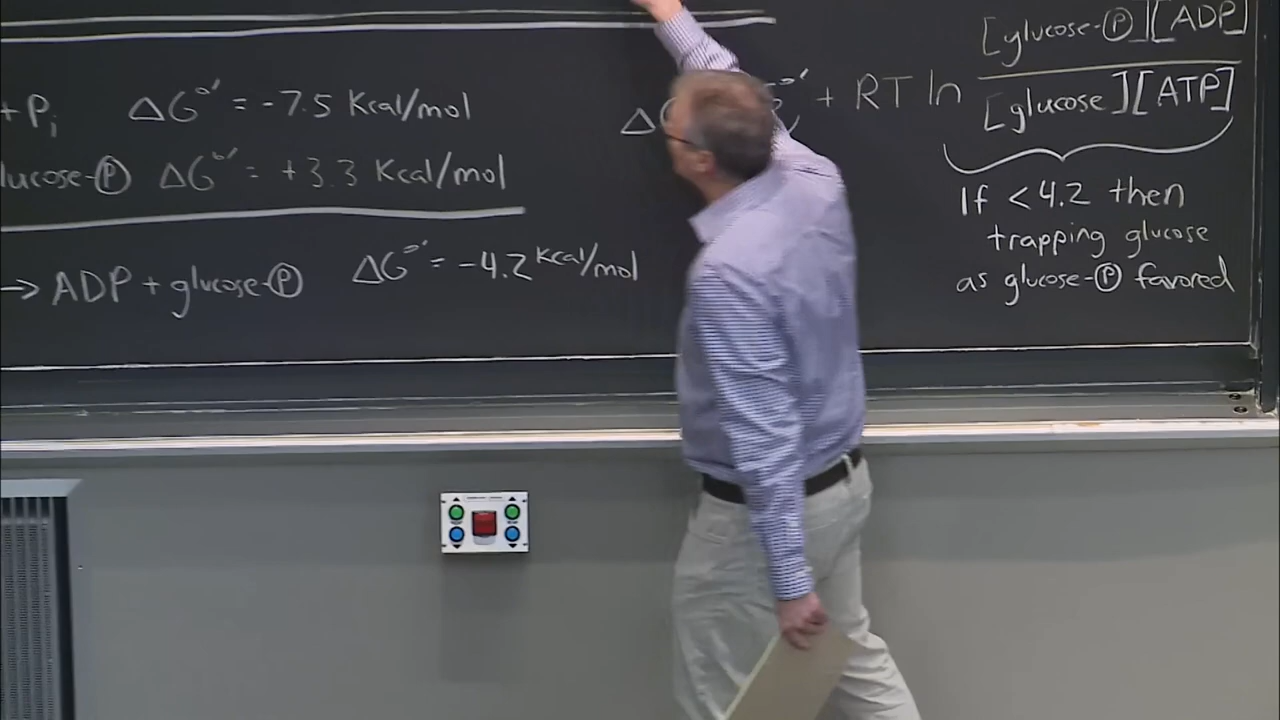 + Pᵢ ΔG°′ = -7.5 Kcal/mol
lucose-Ⓟ ΔG°′ = +3.3 Kcal/mol
→ ADP + glucose-Ⓟ ΔG°′ = -4.2 Kcal/mol
[glucose-Ⓟ][ADP]
ΔG °′ + RT ln
[glucose][ATP]
If < 4.2 then
trapping glucose
as glucose-Ⓟ favored